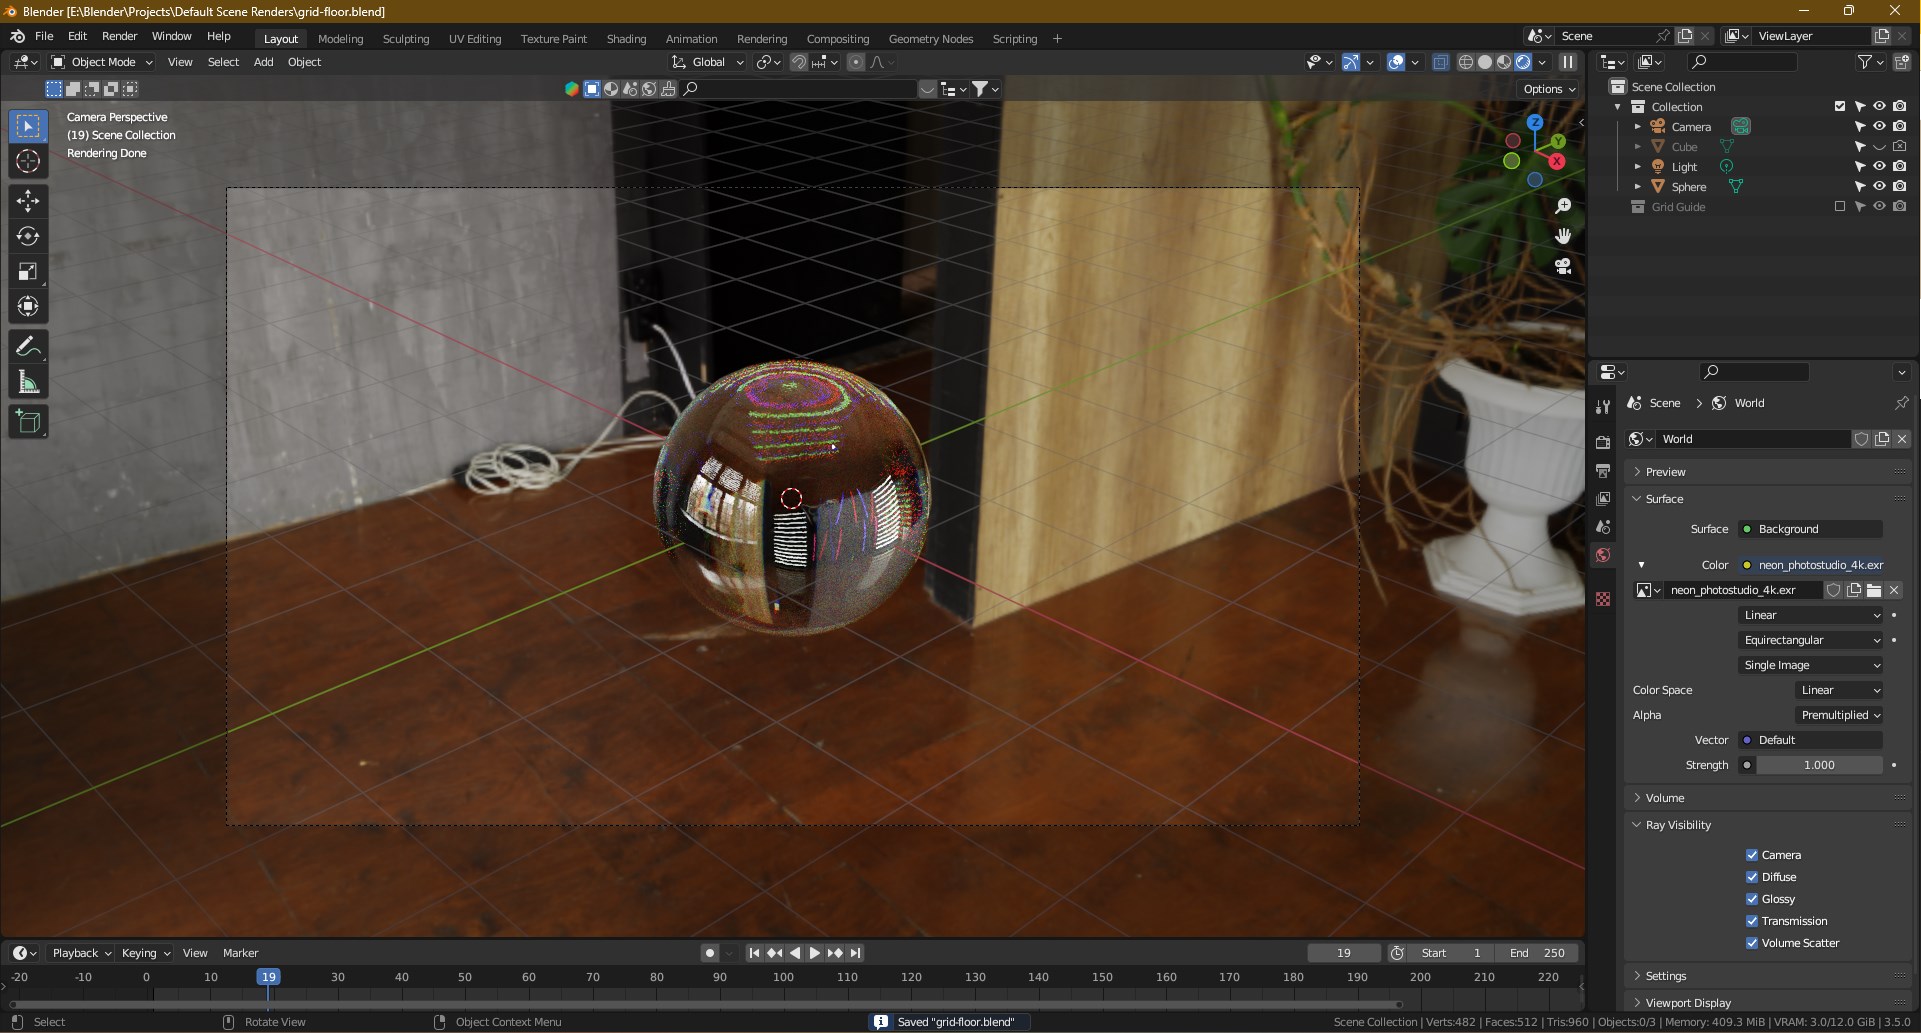 Blender [E:\Blender\Projects\Default Scene Renders\grid-floor.blend]
File Edit Render Window Help Layout Modeling Sculpting UV Editing Texture Paint Shading Animation Rendering Compositing Geometry Nodes Scripting + Scene ViewLayer
Object Mode View Select Add Object Global
Options
Camera Perspective
(19) Scene Collection
Rendering Done
Z
Y
X
Scene Collection
Collection
Camera
Cube
Light
Sphere
Grid Guide
Scene > World
World
Preview
Surface
Surface Background
Color neon_photostudio_4k.exr
neon_photostudio_4k.exr
Linear
Equirectangular
Single Image
Color Space Linear
Alpha Premultiplied
Vector Default
Strength 1.000
Volume
Ray Visibility
Camera
Diffuse
Glossy
Transmission
Volume Scatter
Settings
Viewport Display
Playback Keying View Marker 19 Start 1 End 250
-20 -10 0 10 19 30 40 50 60 70 80 90 100 110 120 130 140 150 160 170 180 190 200 210 220
Select Rotate View Object Context Menu Saved "grid-floor.blend" Scene Collection | Verts:482 | Faces:512 | Tris:960 | Objects:0/3 | Memory: 409.3 MiB | VRAM: 3.0/12.0 GiB | 3.5.0